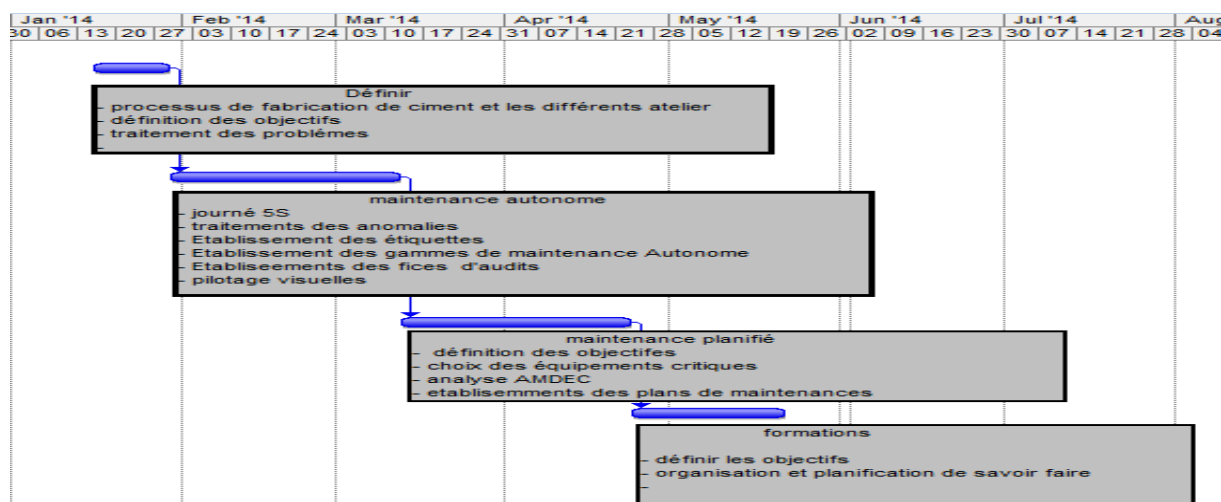 Jan '14 Feb '14 Mar '14 Apr '14 May '14 Jun '14 Jul '14 Aug
30 06 13 20 27 03 10 17 24 03 10 17 24 31 07 14 21 28 05 12 19 26 02 09 16 23 30 07 14 21 28 04
Définir
- processus de fabrication de ciment et les différents atelier
- définition des objectifs
- traitement des problémes
-
maintenance autonome
- journé 5S
- traitements des anomalies
- Etablissement des étiquettes
- Etablissement des gammes de maintenance Autonome
- Etabliseements des fices d'audits
- pilotage visuelles
maintenance planifié
- définition des objectifes
- choix des équipements critiques
- analyse AMDEC
- etablisemments des plans de maintenances
formations
- définir les objectifs
- organisation et planification de savoir faire
-